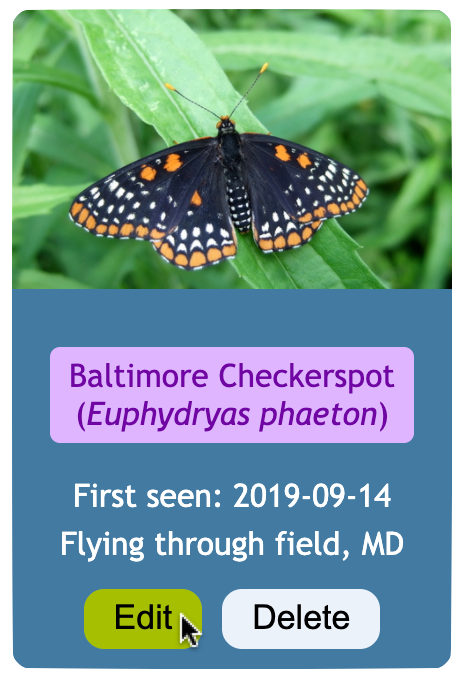 Baltimore Checkerspot
(Euphydryas phaeton)
First seen: 2019-09-14
Flying through field, MD
Edit
Delete